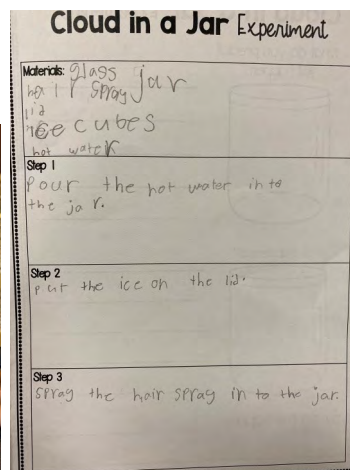 Cloud in a Jar Experiment
Materials: glass jar
hair spray
lid
ice cubes
hot water
Step 1
Pour the hot water in to
the jar.
Step 2
put the ice on the lid.
Step 3
Spray the hair spray in to the jar.